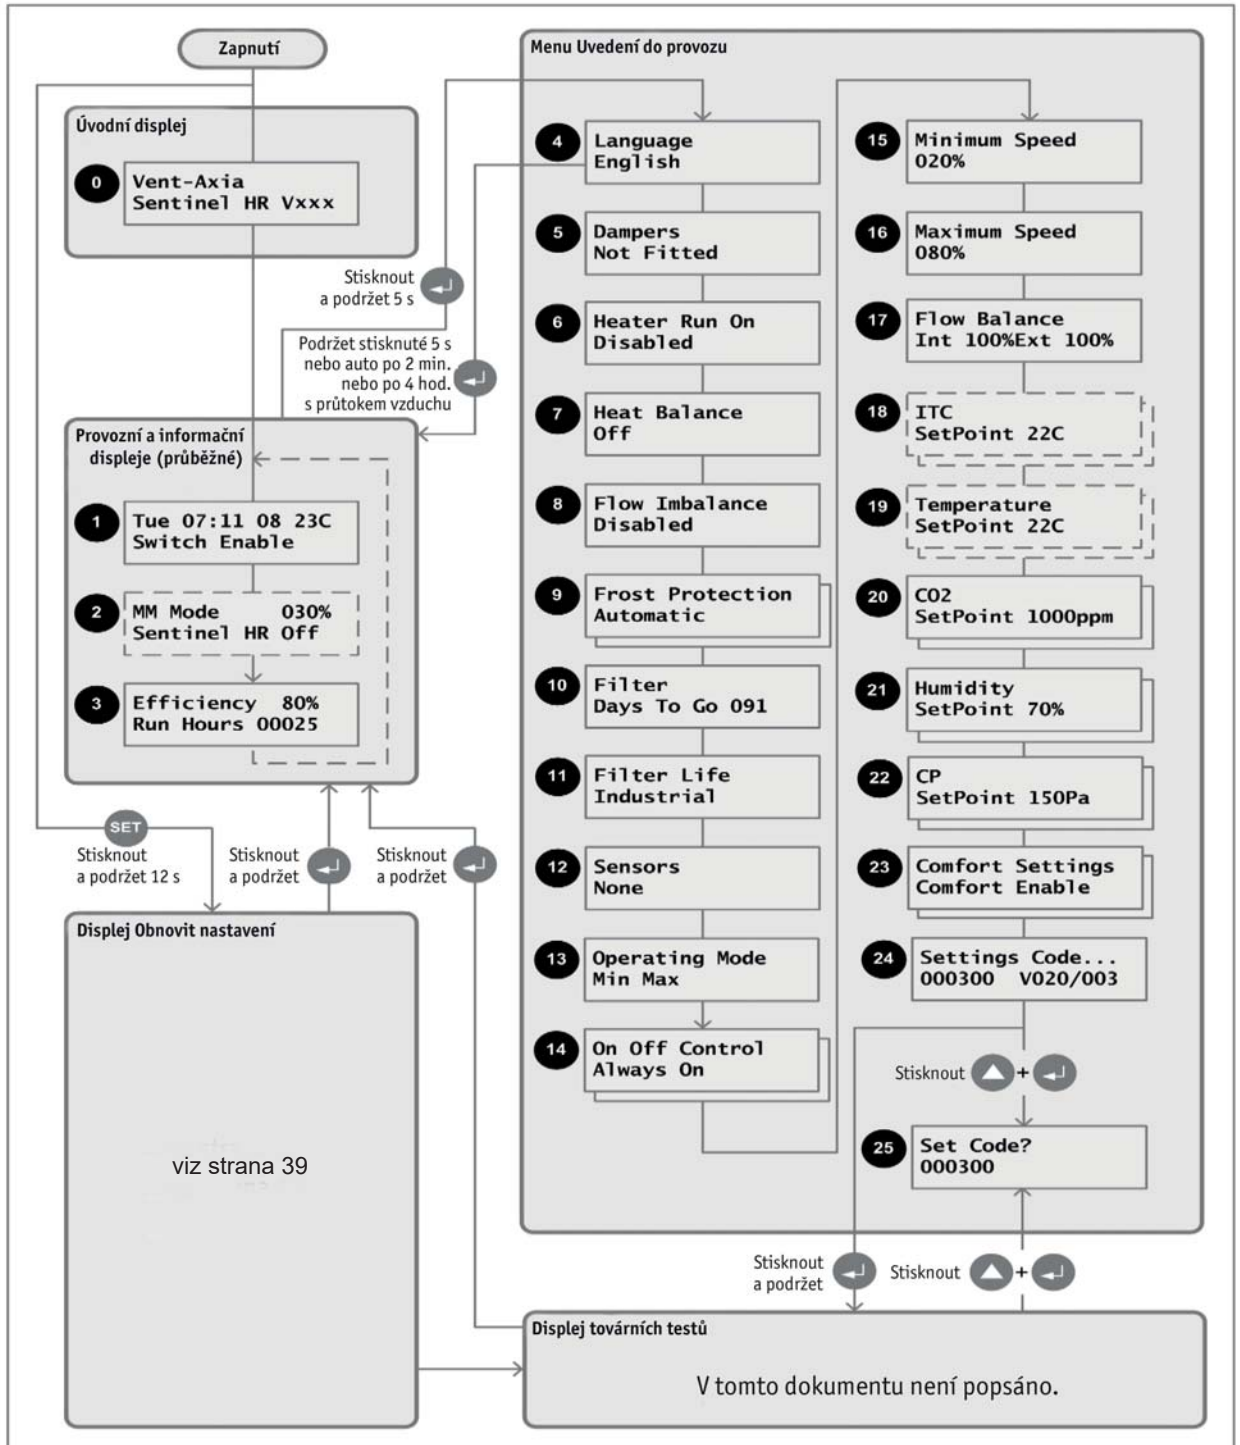 Zapnutí
Úvodní displej
0
Vent-Axia
Sentinel HR Vxxx
Stisknout
a podržet 5 s
Podržet stisknuté 5 s
nebo auto po 2 min.
nebo po 4 hod.
s průtokem vzduchu
Provozní a informační
displeje (průběžné)
1
Tue 07:11 08 23C
Switch Enable
2
MM Mode 030%
Sentinel HR Off
3
Efficiency 80%
Run Hours 00025
SET
Stisknout
a podržet 12 s
Stisknout
a podržet
Stisknout
a podržet
Displej Obnovit nastavení
viz strana 39
Menu Uvedení do provozu
4
Language
English
5
Dampers
Not Fitted
6
Heater Run On
Disabled
7
Heat Balance
Off
8
Flow Imbalance
Disabled
9
Frost Protection
Automatic
10
Filter
Days To Go 091
11
Filter Life
Industrial
12
Sensors
None
13
Operating Mode
Min Max
14
On Off Control
Always On
15
Minimum Speed
020%
16
Maximum Speed
080%
17
Flow Balance
Int 100%Ext 100%
18
ITC
SetPoint 22C
19
Temperature
SetPoint 22C
20
CO2
SetPoint 1000ppm
21
Humidity
SetPoint 70%
22
CP
SetPoint 150Pa
23
Comfort Settings
Comfort Enable
24
Settings Code...
000300 V020/003
Stisknout +
25
Set Code?
000300
Stisknout
a podržet
Stisknout +
Displej továrních testů
V tomto dokumentu není popsáno.